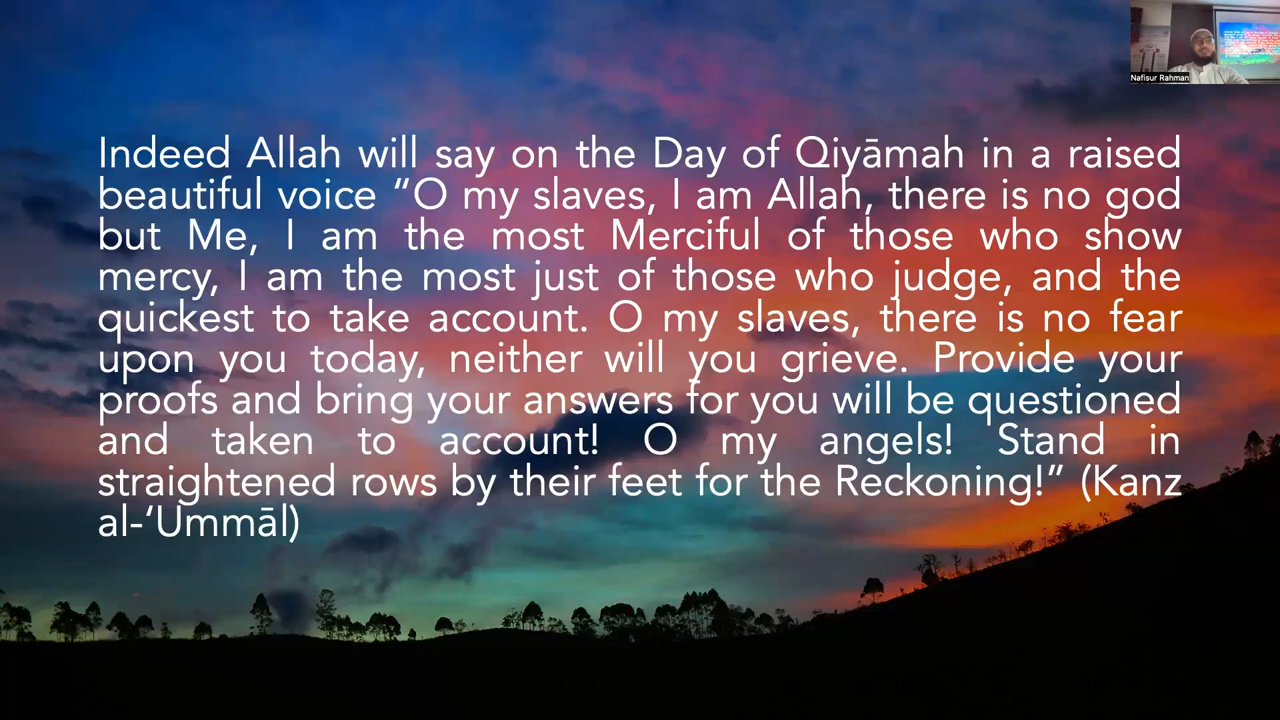 Nafisur Rahman
Indeed Allah will say on the Day of Qiyāmah in a raised
beautiful voice “O my slaves, I am Allah, there is no god
but Me, I am the most Merciful of those who show
mercy, I am the most just of those who judge, and the
quickest to take account. O my slaves, there is no fear
upon you today, neither will you grieve. Provide your
proofs and bring your answers for you will be questioned
and taken to account! O my angels! Stand in
straightened rows by their feet for the Reckoning!” (Kanz
al-‘Ummāl)